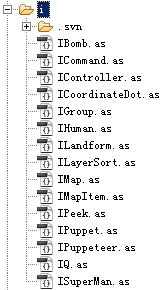 i
.svn
IBomb.as
ICommand.as
IController.as
ICoordinateDot.as
IGroup.as
IHuman.as
ILandform.as
ILayerSort.as
IMap.as
IMapItem.as
IPeek.as
IPuppet.as
IPuppeteer.as
IQ.as
ISuperMan.as